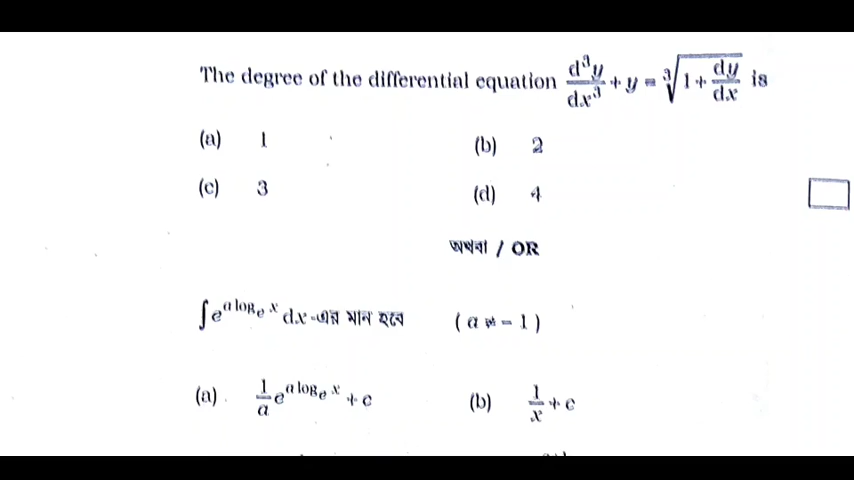 The degree of the differential equation d³y/dx³ + y = ∛(1 + dy/dx) is
(a) 1 (b) 2
(c) 3 (d) 4
অথবা / OR
∫e^(a logₑ x) dx -এর মান হবে ( a ≠ – 1 )
(a) 1/a e^(a logₑ x) + c (b) 1/x + c